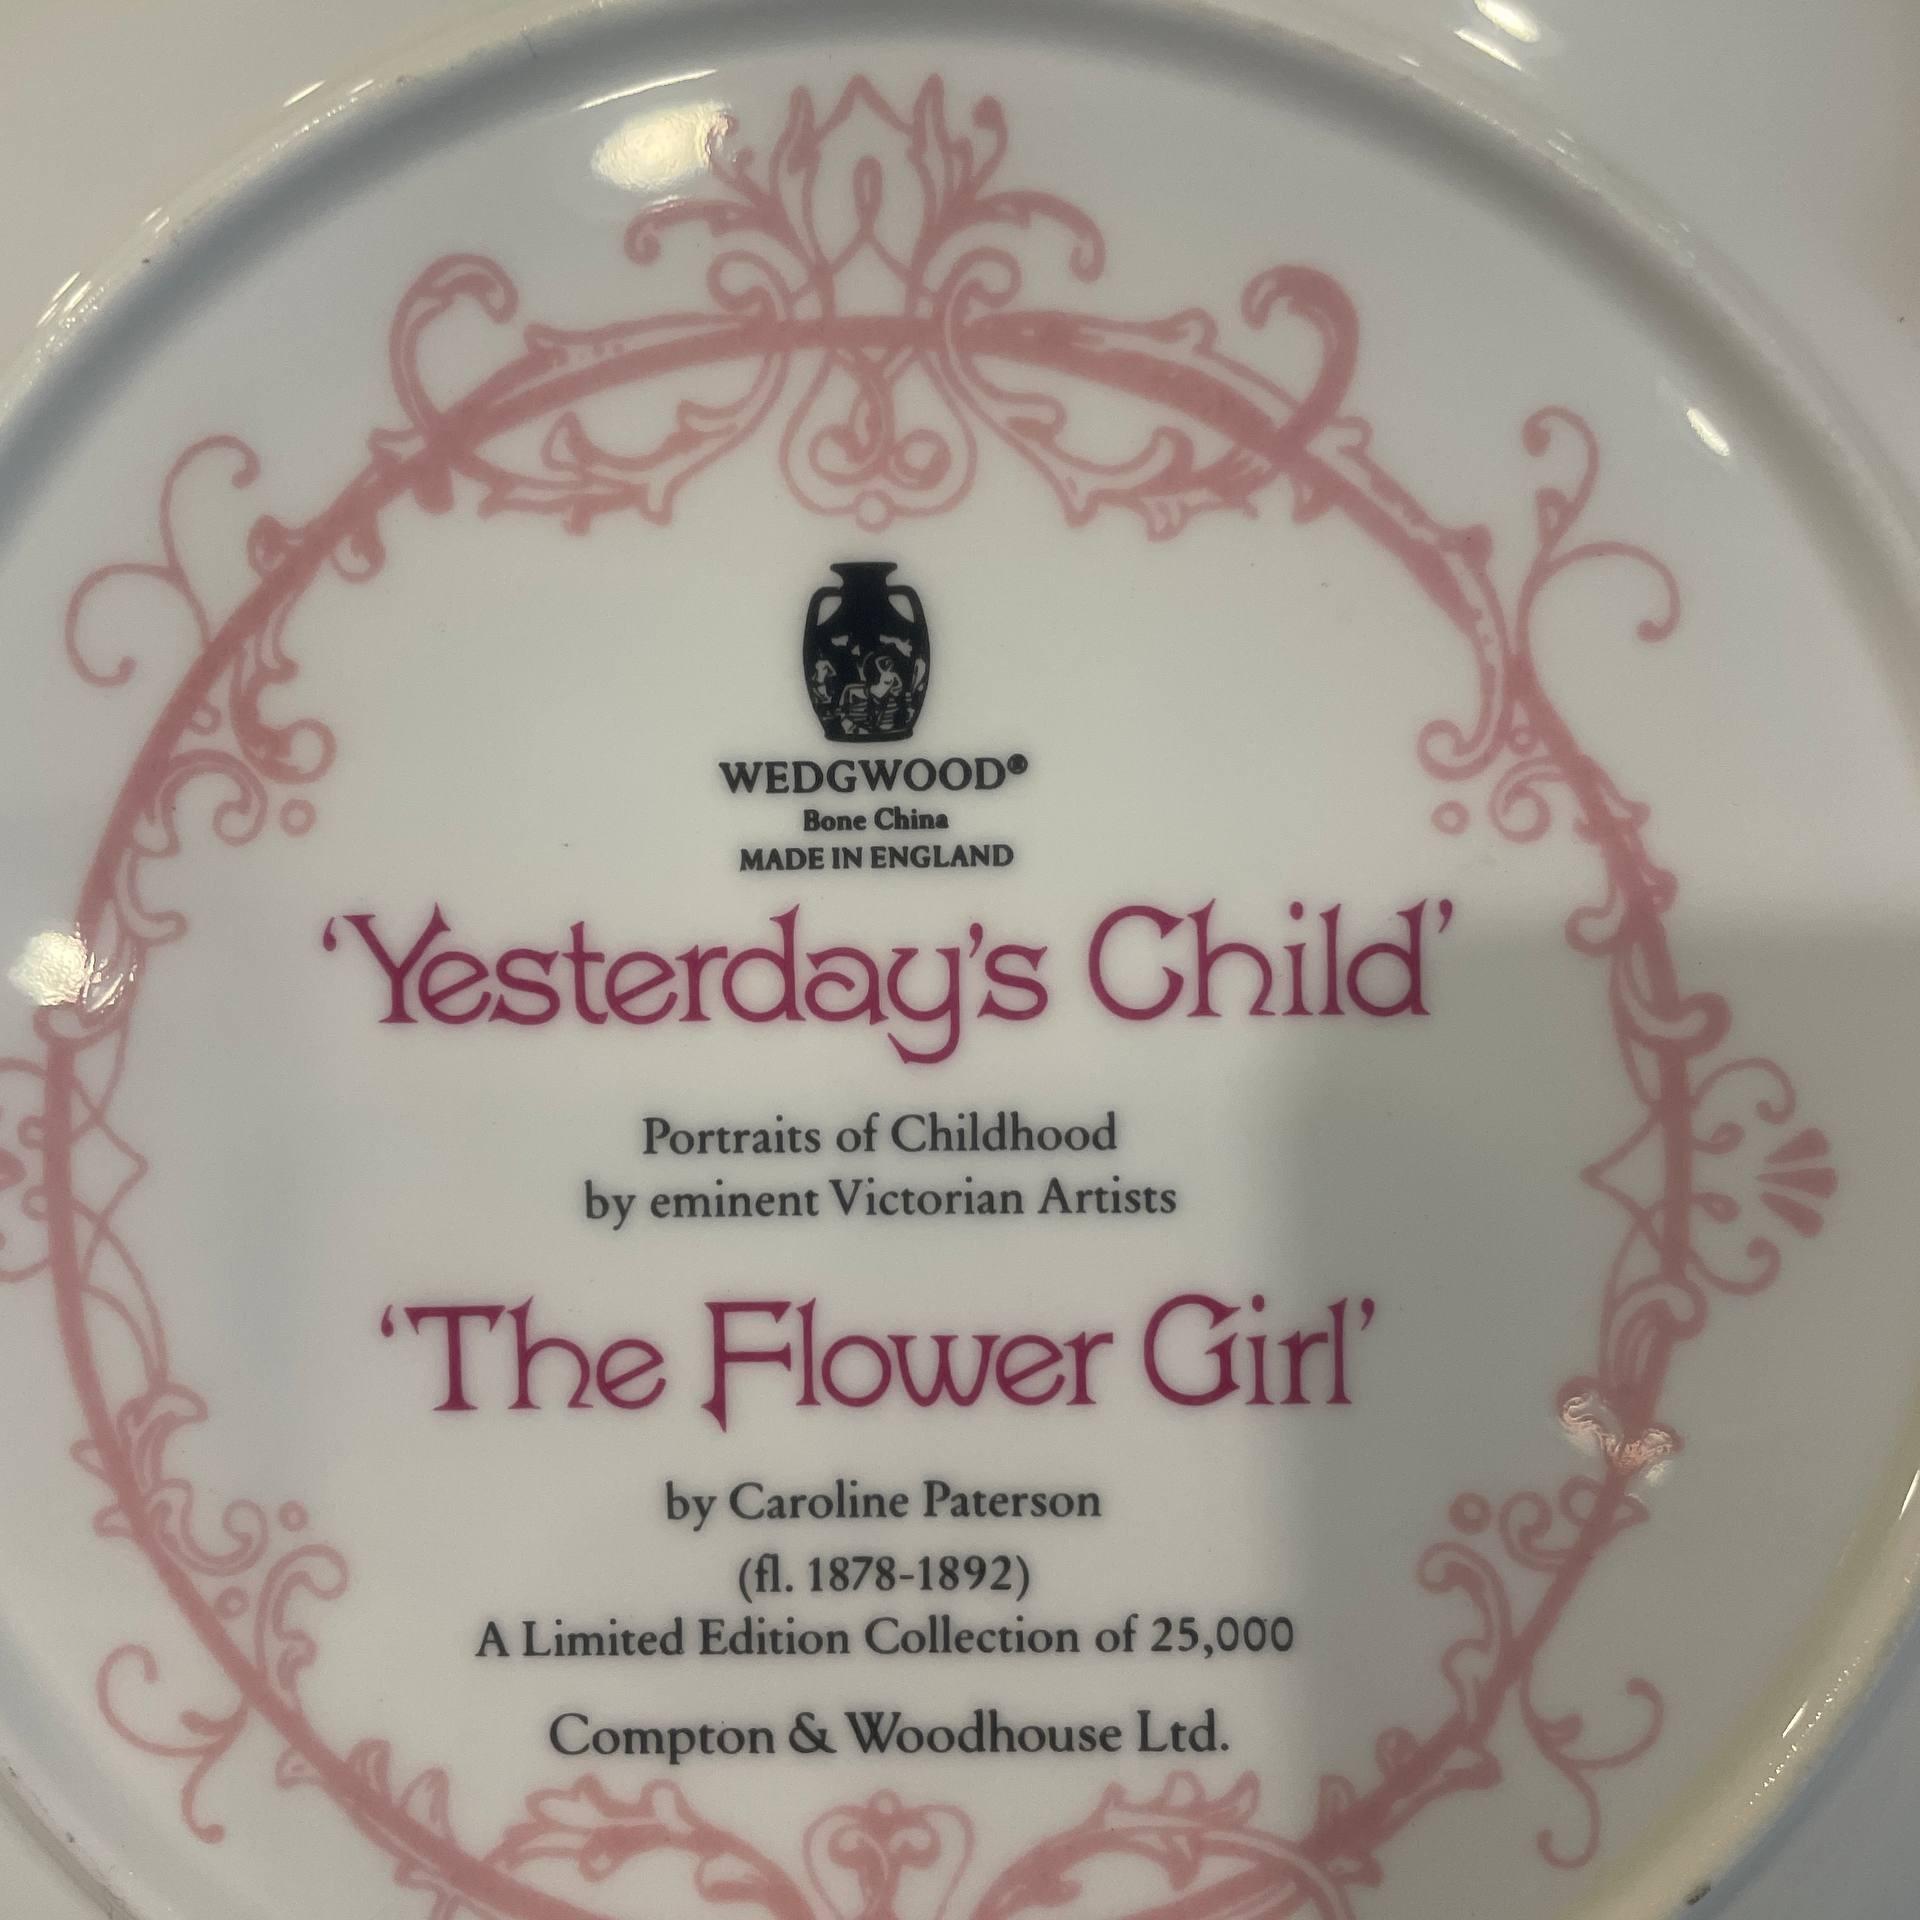 WEDGWOOD®
Bone China
MADE IN ENGLAND
‘Yesterday’s Child’
Portraits of Childhood
by eminent Victorian Artists
‘The Flower Girl’
by Caroline Paterson
(fl. 1878-1892)
A Limited Edition Collection of 25,000
Compton & Woodhouse Ltd.